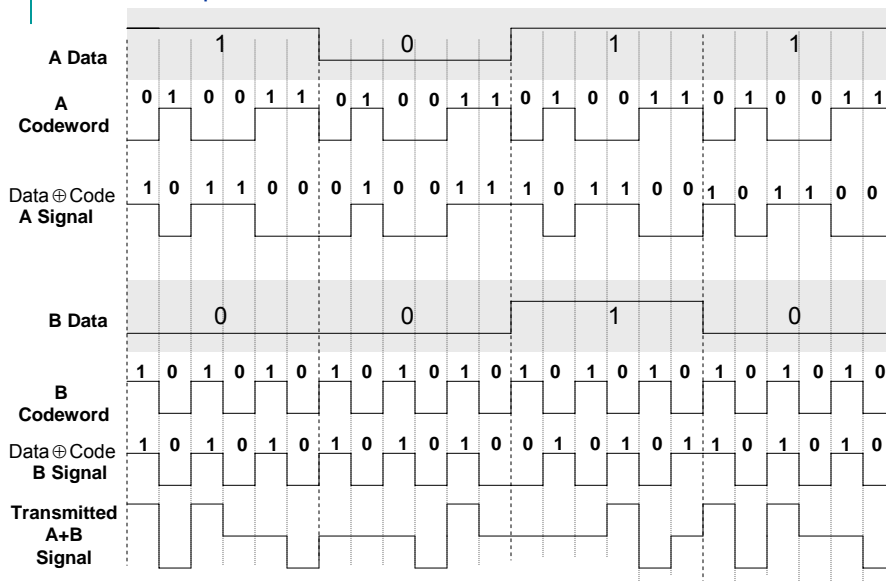 1 0 1 1
A Data
0 1 0 0 1 1 0 1 0 0 1 1 0 1 0 0 1 1 0 1 0 0 1 1
A
Codeword
1 0 1 1 0 0 0 1 0 0 1 1 1 0 1 1 0 0 1 0 1 1 0 0
Data ⊕ Code
A Signal
B Data 0 0 1 0
1 0 1 0 1 0 1 0 1 0 1 0 1 0 1 0 1 0 1 0 1 0 1 0
B
Codeword
1 0 1 0 1 0 1 0 1 0 1 0 0 1 0 1 0 1 1 0 1 0 1 0
Data ⊕ Code
B Signal
Transmitted
A+B
Signal